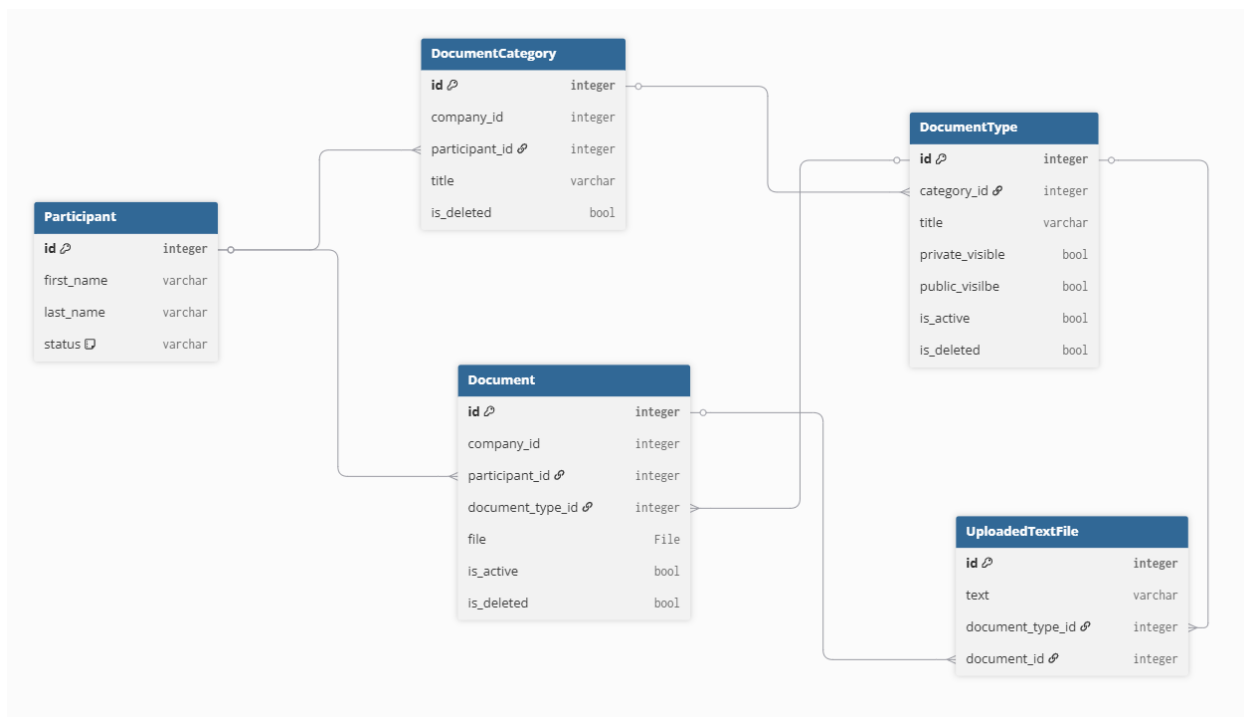 DocumentCategory
id integer
company_id integer
participant_id integer
title varchar
is_deleted bool
DocumentType
id integer
category_id integer
title varchar
private_visible bool
public_visilbe bool
is_active bool
is_deleted bool
Participant
id integer
first_name varchar
last_name varchar
status varchar
Document
id integer
company_id integer
participant_id integer
document_type_id integer
file File
is_active bool
is_deleted bool
UploadedTextFile
id integer
text varchar
document_type_id integer
document_id integer